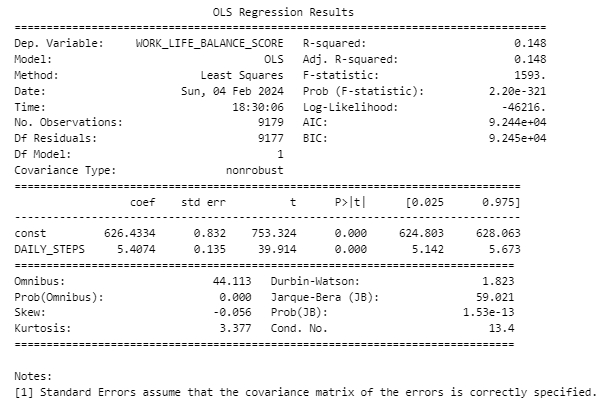 OLS Regression Results
==============================================================================
Dep. Variable: WORK_LIFE_BALANCE_SCORE R-squared: 0.148
Model: OLS Adj. R-squared: 0.148
Method: Least Squares F-statistic: 1593.
Date: Sun, 04 Feb 2024 Prob (F-statistic): 2.20e-321
Time: 18:30:06 Log-Likelihood: -46216.
No. Observations: 9179 AIC: 9.244e+04
Df Residuals: 9177 BIC: 9.245e+04
Df Model: 1
Covariance Type: nonrobust
==============================================================================
coef std err t P>|t| [0.025 0.975]
------------------------------------------------------------------------------
const 626.4334 0.832 753.324 0.000 624.803 628.063
DAILY_STEPS 5.4074 0.135 39.914 0.000 5.142 5.673
==============================================================================
Omnibus: 44.113 Durbin-Watson: 1.823
Prob(Omnibus): 0.000 Jarque-Bera (JB): 59.021
Skew: -0.056 Prob(JB): 1.53e-13
Kurtosis: 3.377 Cond. No. 13.4
==============================================================================
Notes:
[1] Standard Errors assume that the covariance matrix of the errors is correctly specified.